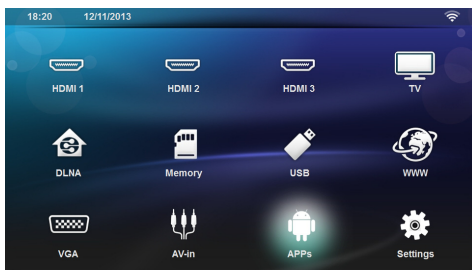 18:20 12/11/2013
HDMI 1 HDMI 2 HDMI 3 TV
DLNA Memory USB WWW
VGA AV-in APPs Settings